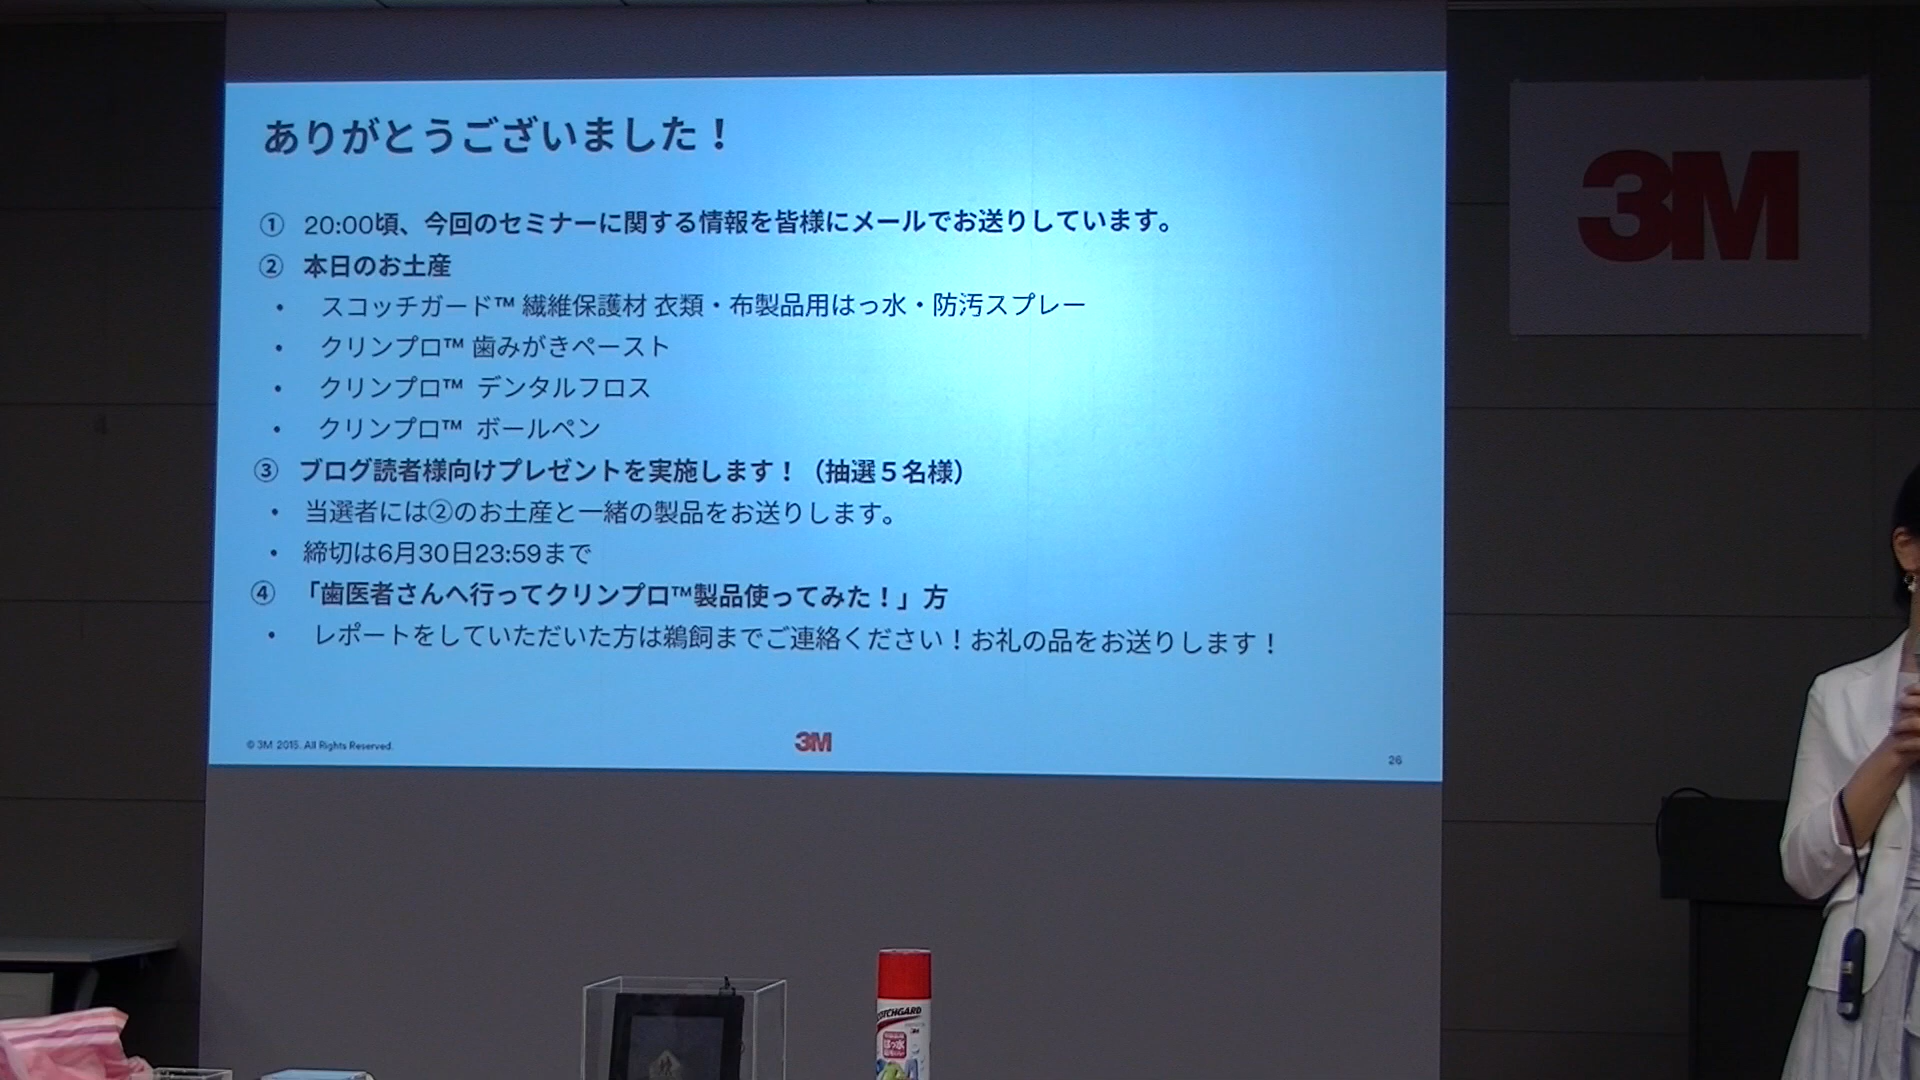 ありがとうございました！
① 20:00頃、今回のセミナーに関する情報を皆様にメールでお送りしています。
② 本日のお土産
・ スコッチガード™ 繊維保護材 衣類・布製品用はっ水・防汚スプレー
・ クリンプロ™ 歯みがきペースト
・ クリンプロ™ デンタルフロス
・ クリンプロ™ ボールペン
③ ブログ読者様向けプレゼントを実施します！（抽選５名様）
・ 当選者には②のお土産と一緒の製品をお送りします。
・ 締切は6月30日23:59まで
④ 「歯医者さんへ行ってクリンプロ™製品使ってみた！」方
・ レポートをしていただいた方は鵜飼までご連絡ください！お礼の品をお送りします！
© 3M 2015. All Rights Reserved.
3M
26
3M
OTCHGARD
3M
はっ水